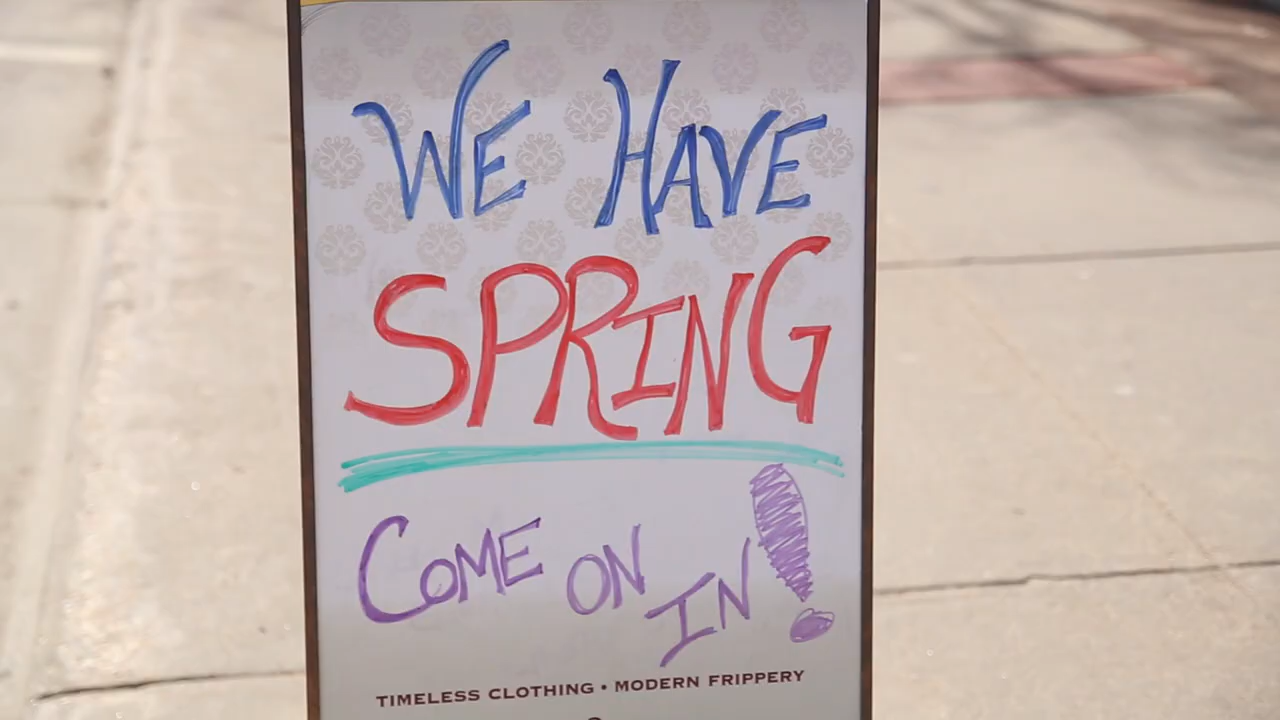 WE HAVE
SPRING
COME ON IN!
TIMELESS CLOTHING • MODERN FRIPPERY